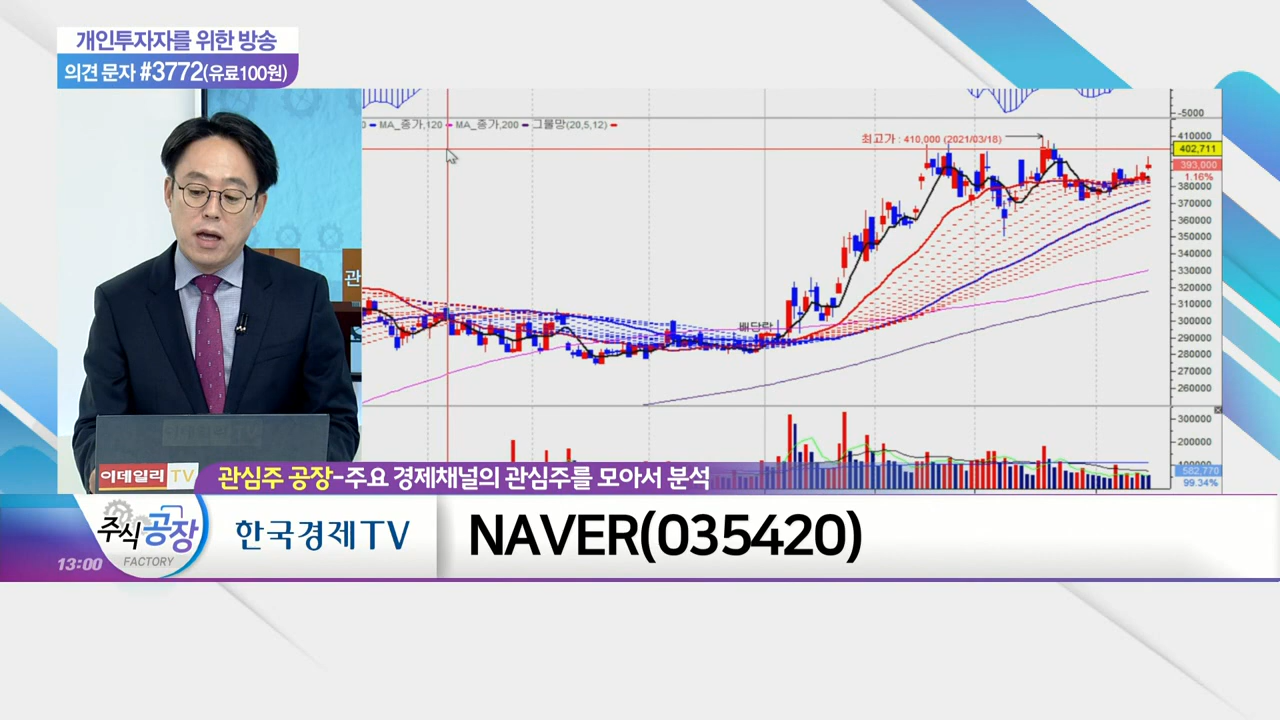 개인투자자를 위한 방송
의견 문자 #3772(유료100원)
MA_종가,120 MA_종가,200 그물망(20,5,12)
최고가 : 410,000 (2021/03/18)
배당락
-5000
410000
402,711
393,000
1.16%
380000
370000
360000
350000
340000
330000
320000
310000
300000
290000
280000
270000
260000
300000
200000
582,770
99.34%
관
이데일리 TV
관심주 공장-주요 경제채널의 관심주를 모아서 분석
주식공장
FACTORY
13:00
한국경제TV
NAVER(035420)